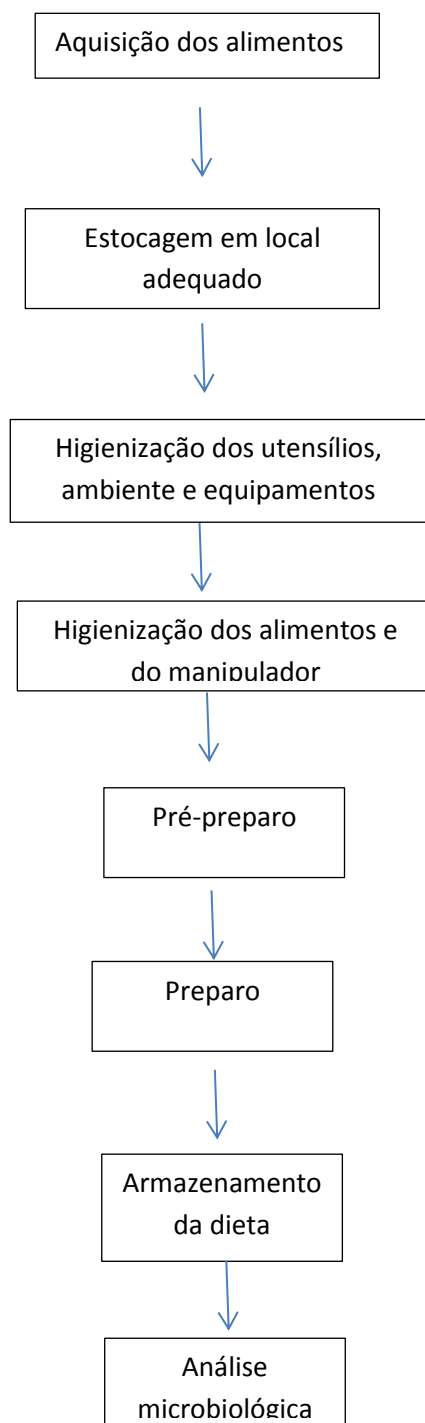 Aquisição dos alimentos
Estocagem em local
adequado
Higienização dos utensílios,
ambiente e equipamentos
Higienização dos alimentos e
do manipulador
Pré-preparo
Preparo
Armazenamento
da dieta
Análise
microbiológica